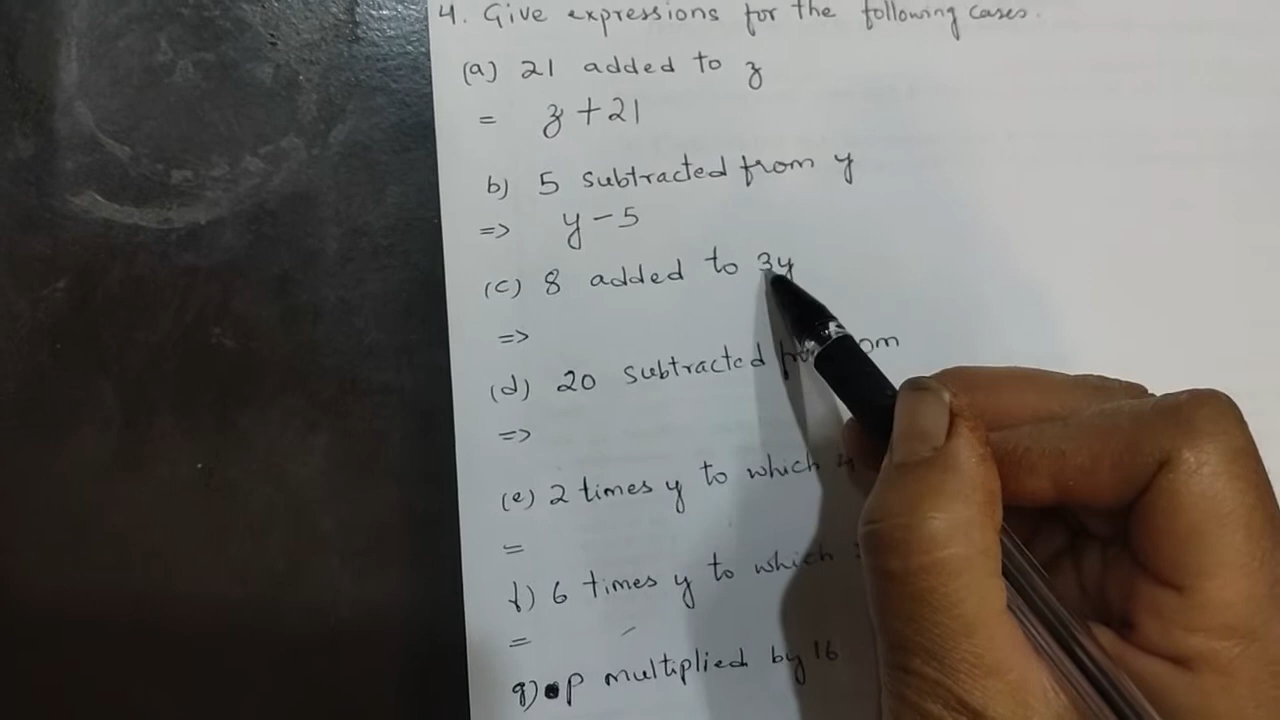 4. Give expressions for the following cases.
(a) 21 added to z
= z + 21
b) 5 subtracted from y
=> y - 5
(c) 8 added to 3y
=>
(d) 20 subtracted
=>
(e) 2 times y to which 4
=
f) 6 times y to which
=
g) p multiplied by 16